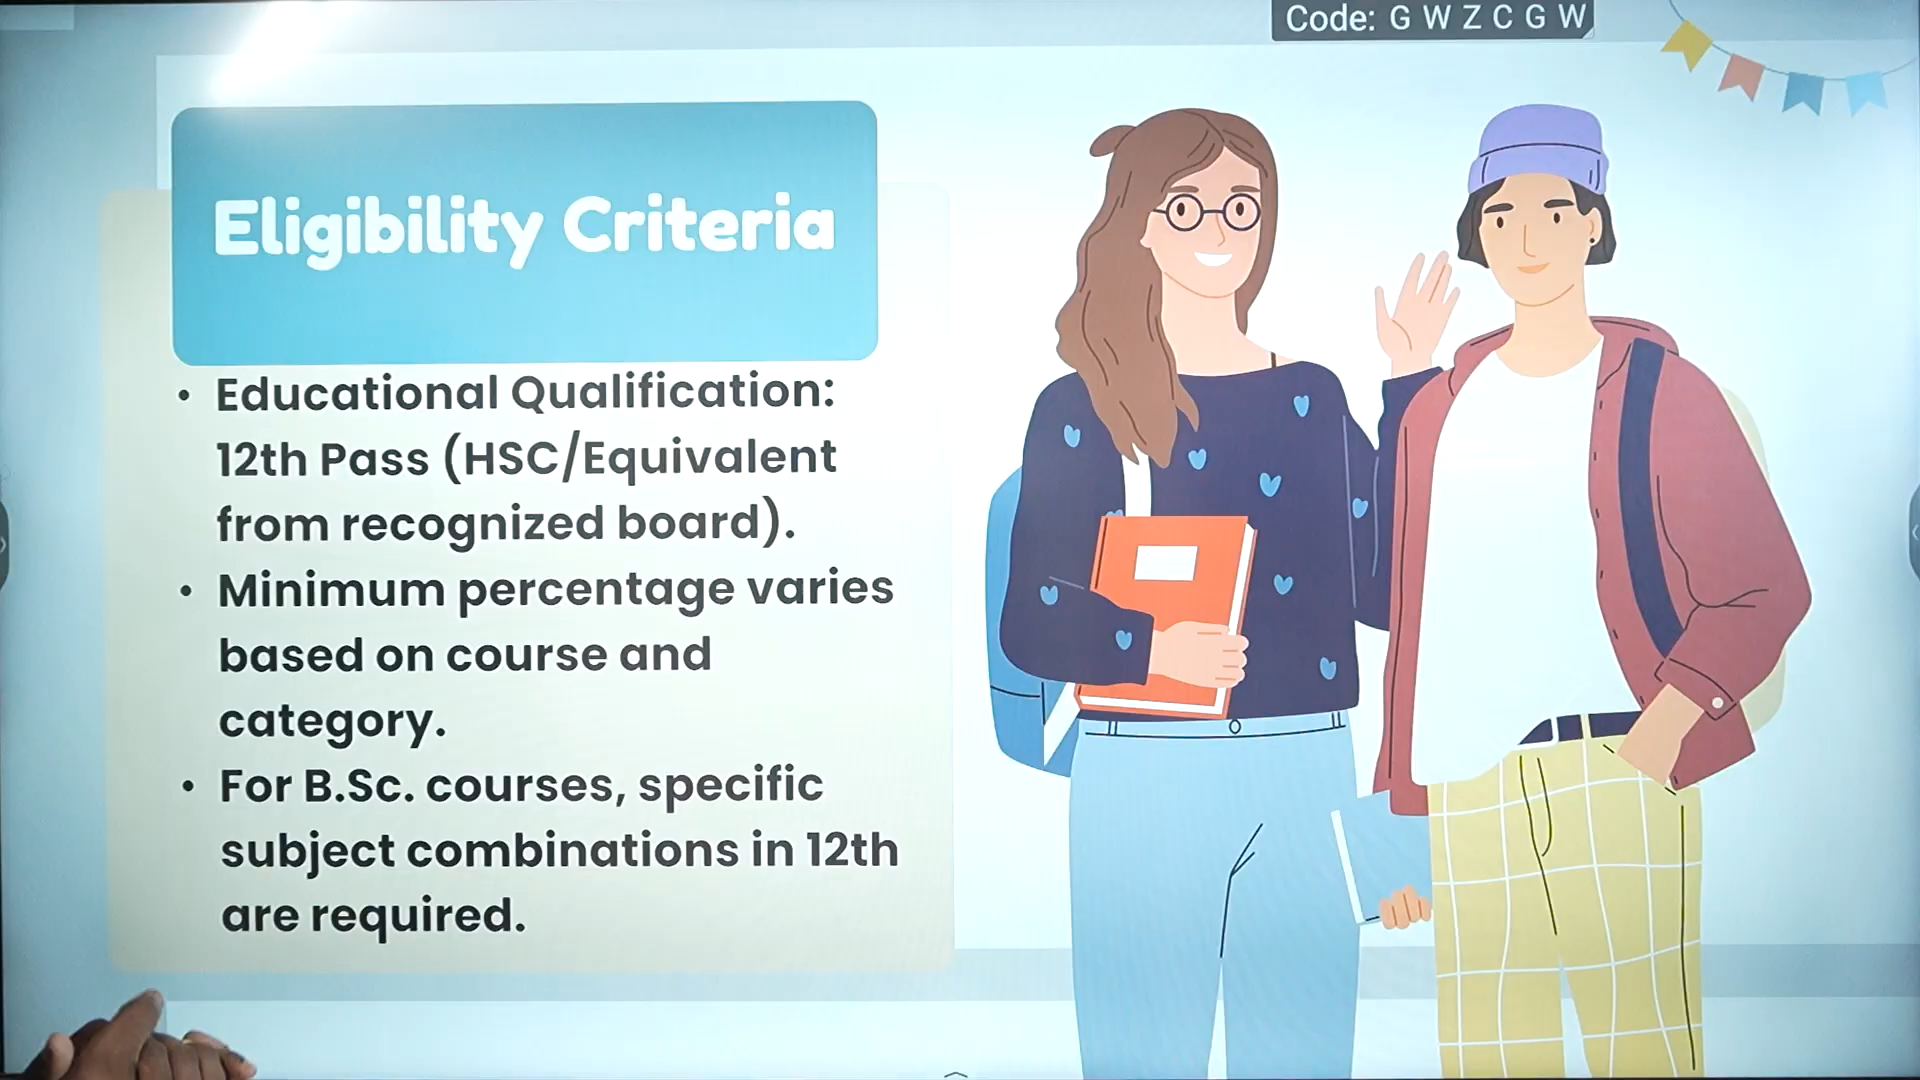 Code: G W Z C G W
Eligibility Criteria
• Educational Qualification:
12th Pass (HSC/Equivalent
from recognized board).
• Minimum percentage varies
based on course and
category.
• For B.Sc. courses, specific
subject combinations in 12th
are required.